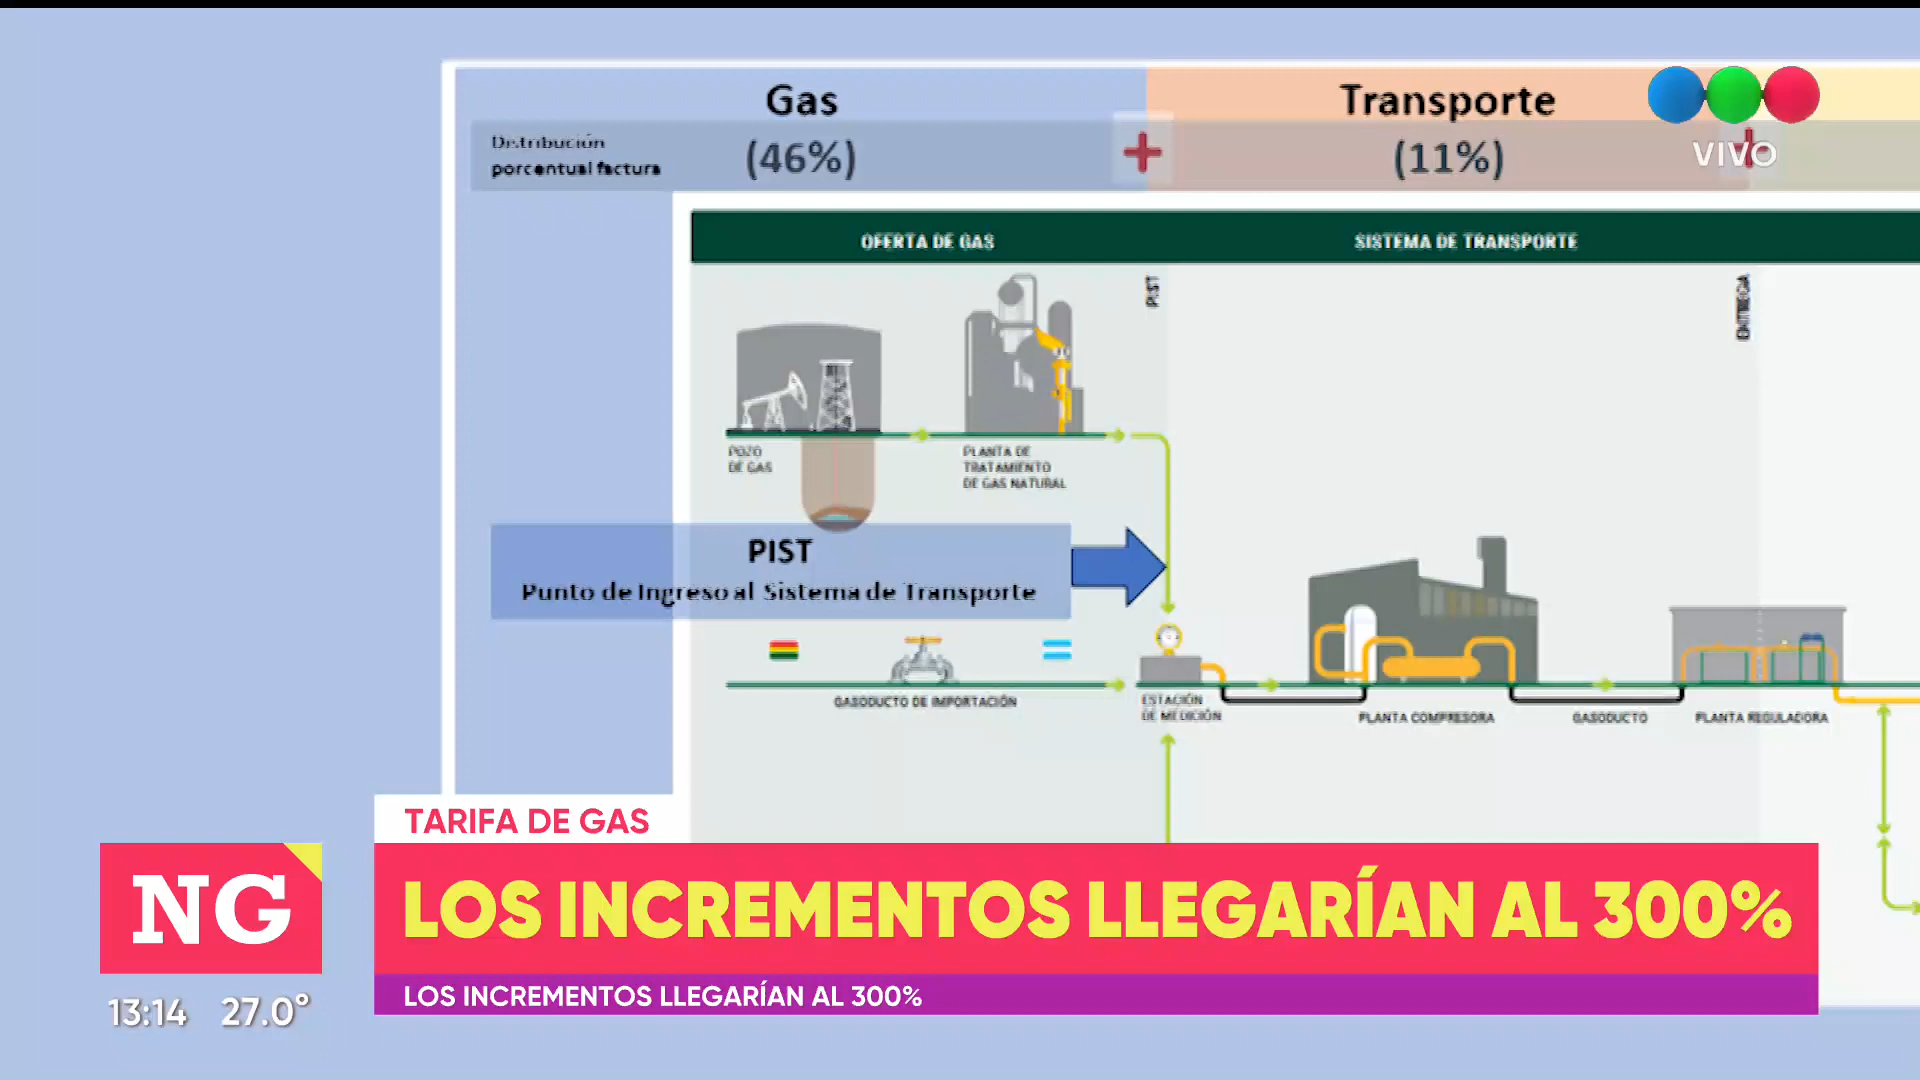 Gas
Transporte
Distribución
porcentual factura
(46%)
+
(11%)
+
VIVO
OFERTA DE GAS
SISTEMA DE TRANSPORTE
PIST
ENTREGA
POZO
DE GAS
PLANTA DE
TRATAMIENTO
DE GAS NATURAL
PIST
Punto de Ingreso al Sistema de Transporte
GASODUCTO DE IMPORTACIÓN
ESTACIÓN
DE MEDICIÓN
PLANTA COMPRESORA
GASODUCTO
PLANTA REGULADORA
TARIFA DE GAS
LOS INCREMENTOS LLEGARÍAN AL 300%
LOS INCREMENTOS LLEGARÍAN AL 300%
NG
13:14 27.0°